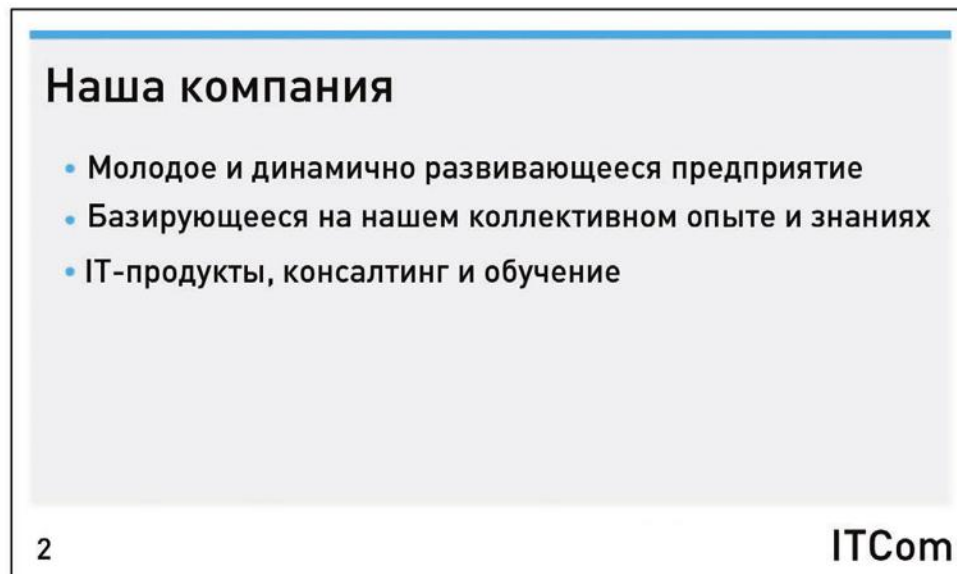 Наша компания
• Молодое и динамично развивающееся предприятие
• Базирующееся на нашем коллективном опыте и знаниях
• IT-продукты, консалтинг и обучение
2
ITCom